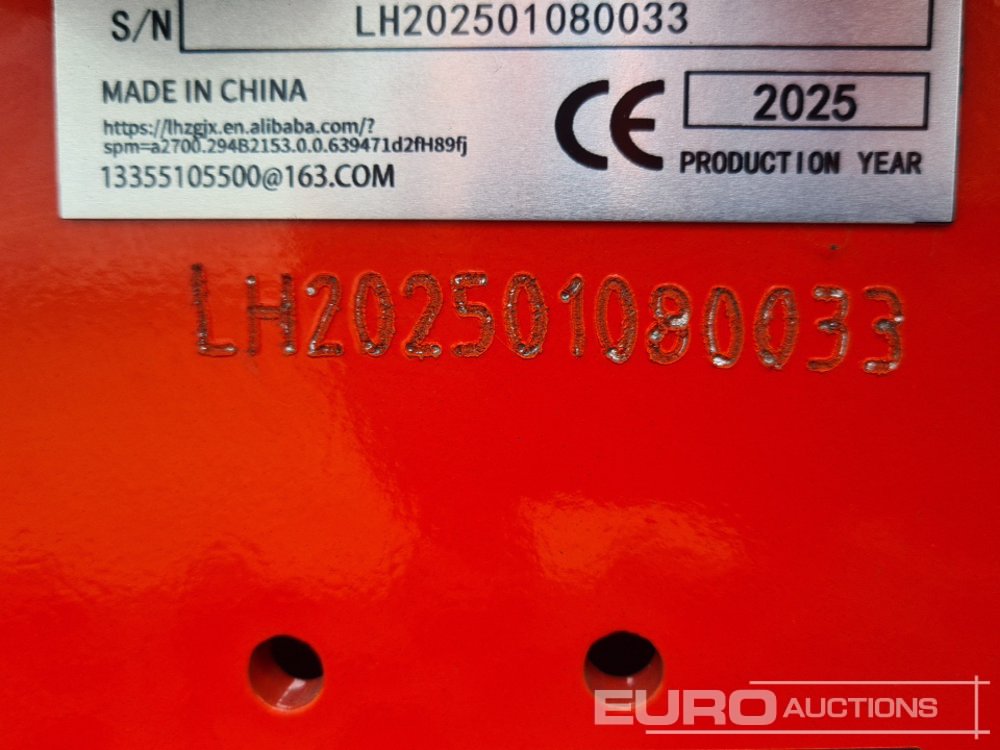 S/N LH202501080033
MADE IN CHINA
https://lhzgjx.en.alibaba.com/?
spm=a2700.294B2153.0.0.639471d2fH89fj
13355105500@163.COM
CE 2025
PRODUCTION YEAR
LH202501080033
EURO AUCTIONS